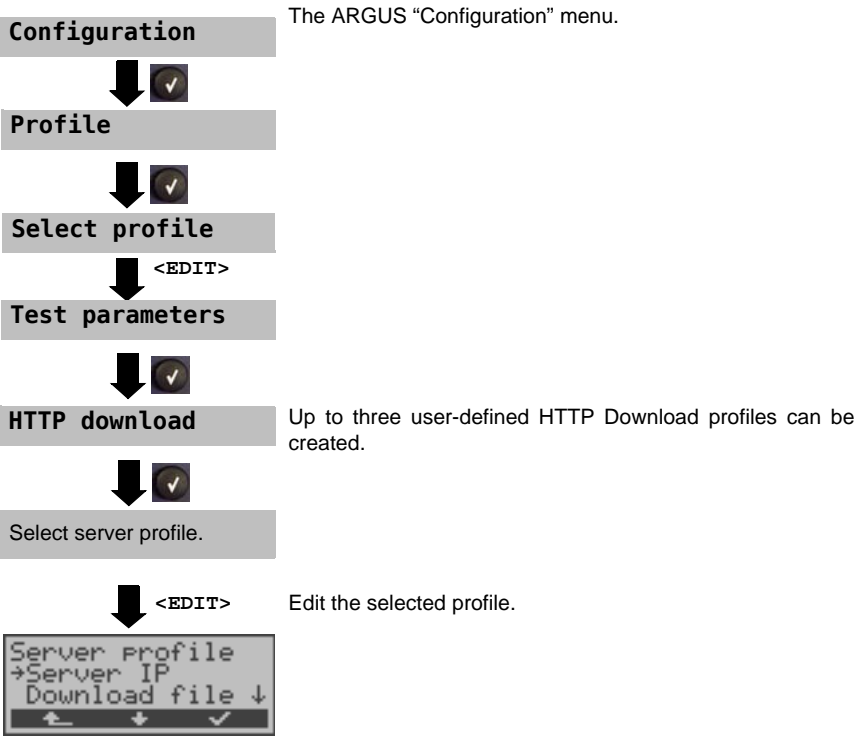 Configuration
The ARGUS “Configuration” menu.
Profile
Select profile
<EDIT>
Test parameters
HTTP download
Up to three user-defined HTTP Download profiles can be
created.
Select server profile.
<EDIT>
Edit the selected profile.
Server profile
→Server IP
Download file ↓